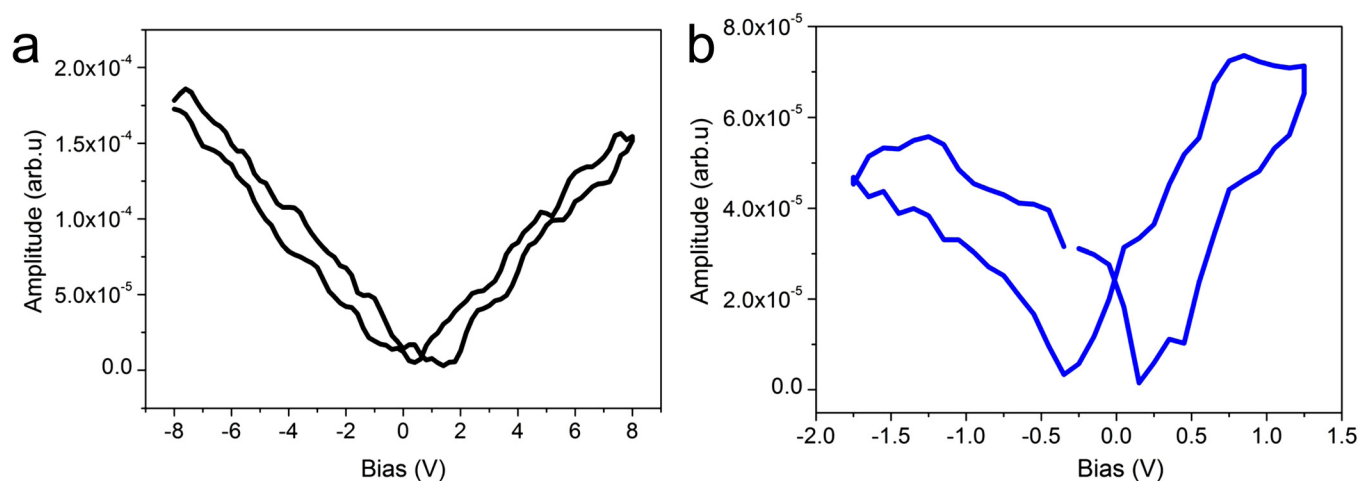 a
2.0x10⁻⁴
1.5x10⁻⁴
1.0x10⁻⁴
5.0x10⁻⁵
0.0
Amplitude (arb.u)
-8 -6 -4 -2 0 2 4 6 8
Bias (V)
b
8.0x10⁻⁵
6.0x10⁻⁵
4.0x10⁻⁵
2.0x10⁻⁵
0.0
Amplitude (arb.u)
-2.0 -1.5 -1.0 -0.5 0.0 0.5 1.0 1.5
Bias (V)